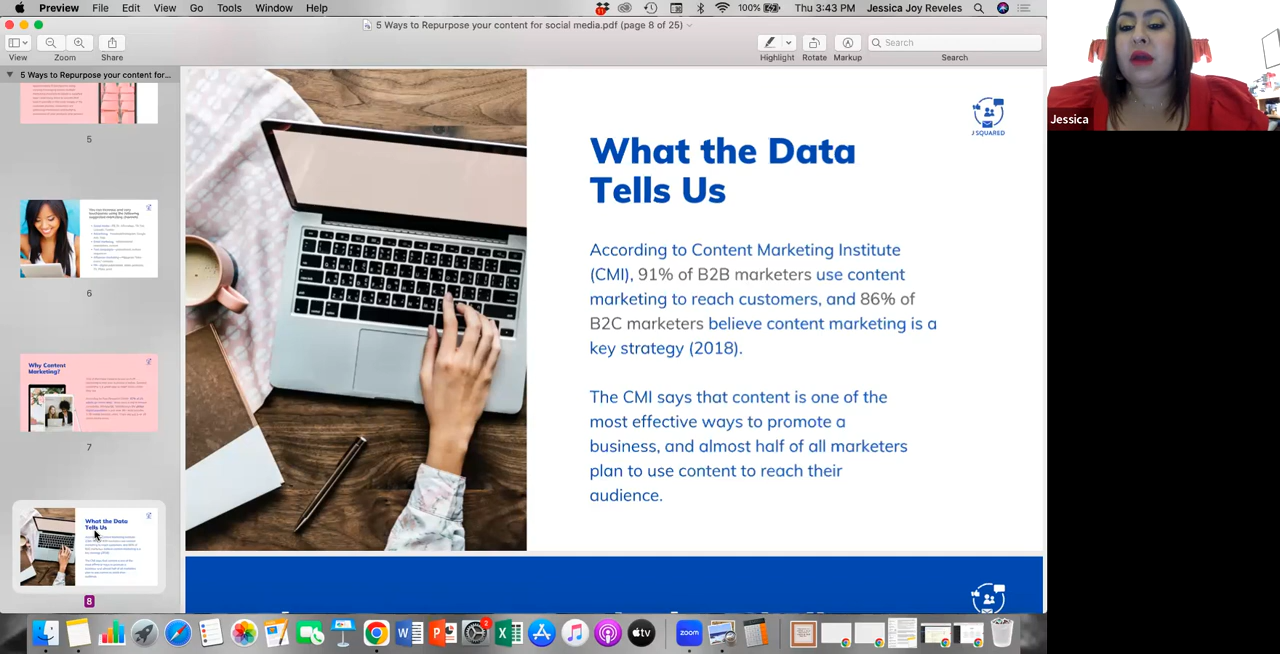 Preview File Edit View Go Tools Window Help 100% Thu 3:43 PM Jessica Joy Reveles
5 Ways to Repurpose your content for social media.pdf (page 8 of 25)
View Zoom Share Highlight Rotate Markup Search
Search
5 Ways to Repurpose your content for...
5
6
Why Content
Marketing?
7
What the Data
Tells Us
8
J SQUARED
What the Data
Tells Us
According to Content Marketing Institute
(CMI), 91% of B2B marketers use content
marketing to reach customers, and 86% of
B2C marketers believe content marketing is a
key strategy (2018).
The CMI says that content is one of the
most effective ways to promote a
business, and almost half of all marketers
plan to use content to reach their
audience.
Jessica
2
tv
zoom